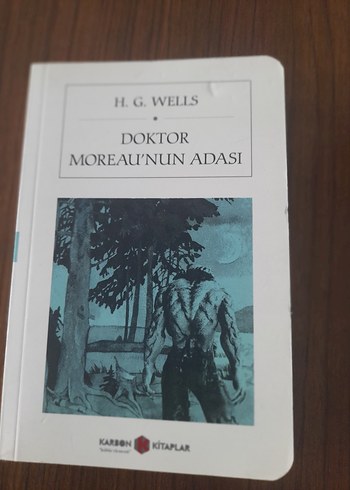 H. G. WELLS
DOKTOR
MOREAU'NUN ADASI
KARBON KİTAPLAR